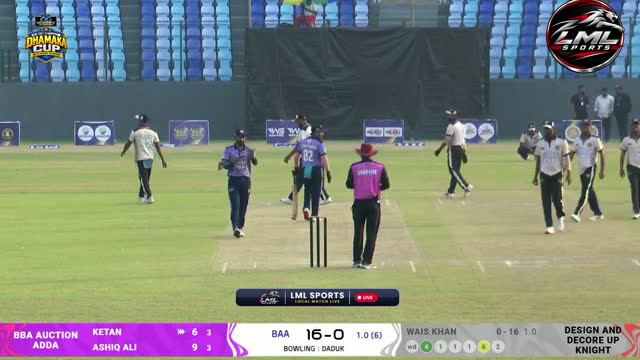 DHAMAKA
CUP
LML
SPORTS
82
UMPIRE
LML SPORTS
LOCAL MATCH LIVE
LIVE
BBA AUCTION
ADDA
KETAN 6 3
ASHIQ ALI 9 3
BAA 16-0 1.0 (6)
BOWLING : DADUK
WAIS KHAN 0 - 16 1.0
wd 4 1 1 1 6 2
DESIGN AND
DECORE UP
KNIGHT